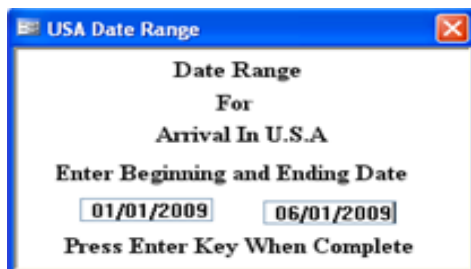 USA Date Range
Date Range
For
Arrival In U.S.A
Enter Beginning and Ending Date
01/01/2009 06/01/2009
Press Enter Key When Complete